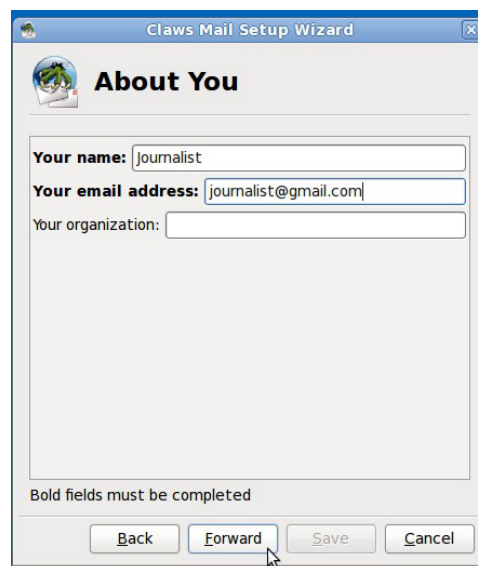 Claws Mail Setup Wizard
About You
Your name: Journalist
Your email address: journalist@gmail.com
Your organization:
Bold fields must be completed
Back Forward Save Cancel